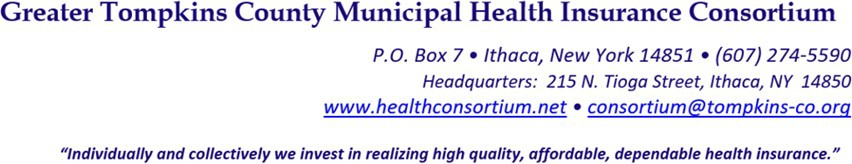 Greater Tompkins County Municipal Health Insurance Consortium
P.O. Box 7 • Ithaca, New York 14851 • (607) 274-5590
Headquarters: 215 N. Tioga Street, Ithaca, NY 14850
www.healthconsortium.net • consortium@tompkins-co.org
“Individually and collectively we invest in realizing high quality, affordable, dependable health insurance.”